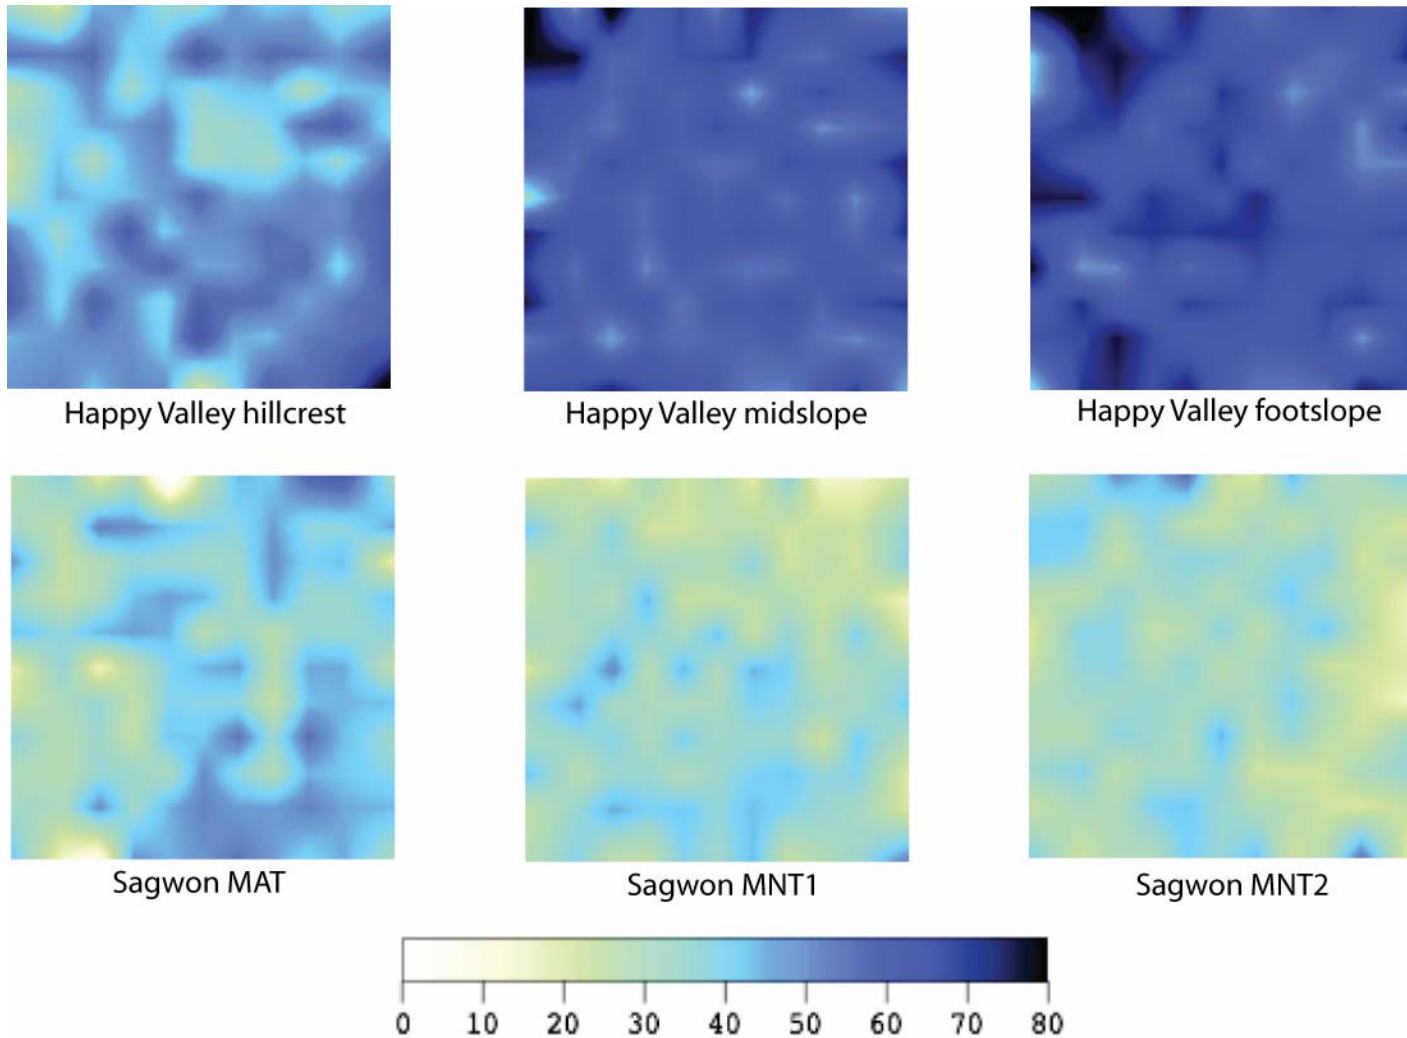 Happy Valley hillcrest
Happy Valley midslope
Happy Valley footslope
Sagwon MAT
Sagwon MNT1
Sagwon MNT2
0 10 20 30 40 50 60 70 80